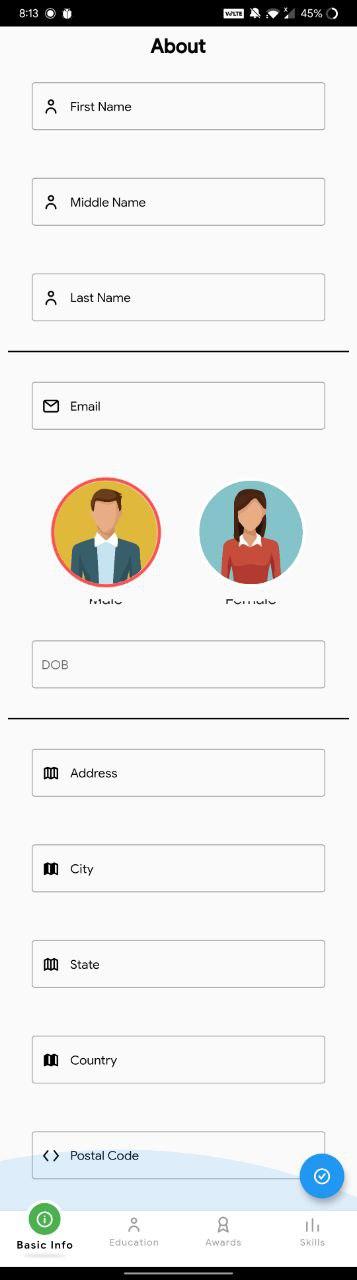 8:13 VoLTE x 45%
About
First Name
Middle Name
Last Name
Email
Male Female
DOB
Address
City
State
Country
Postal Code
Basic Info Education Awards Skills